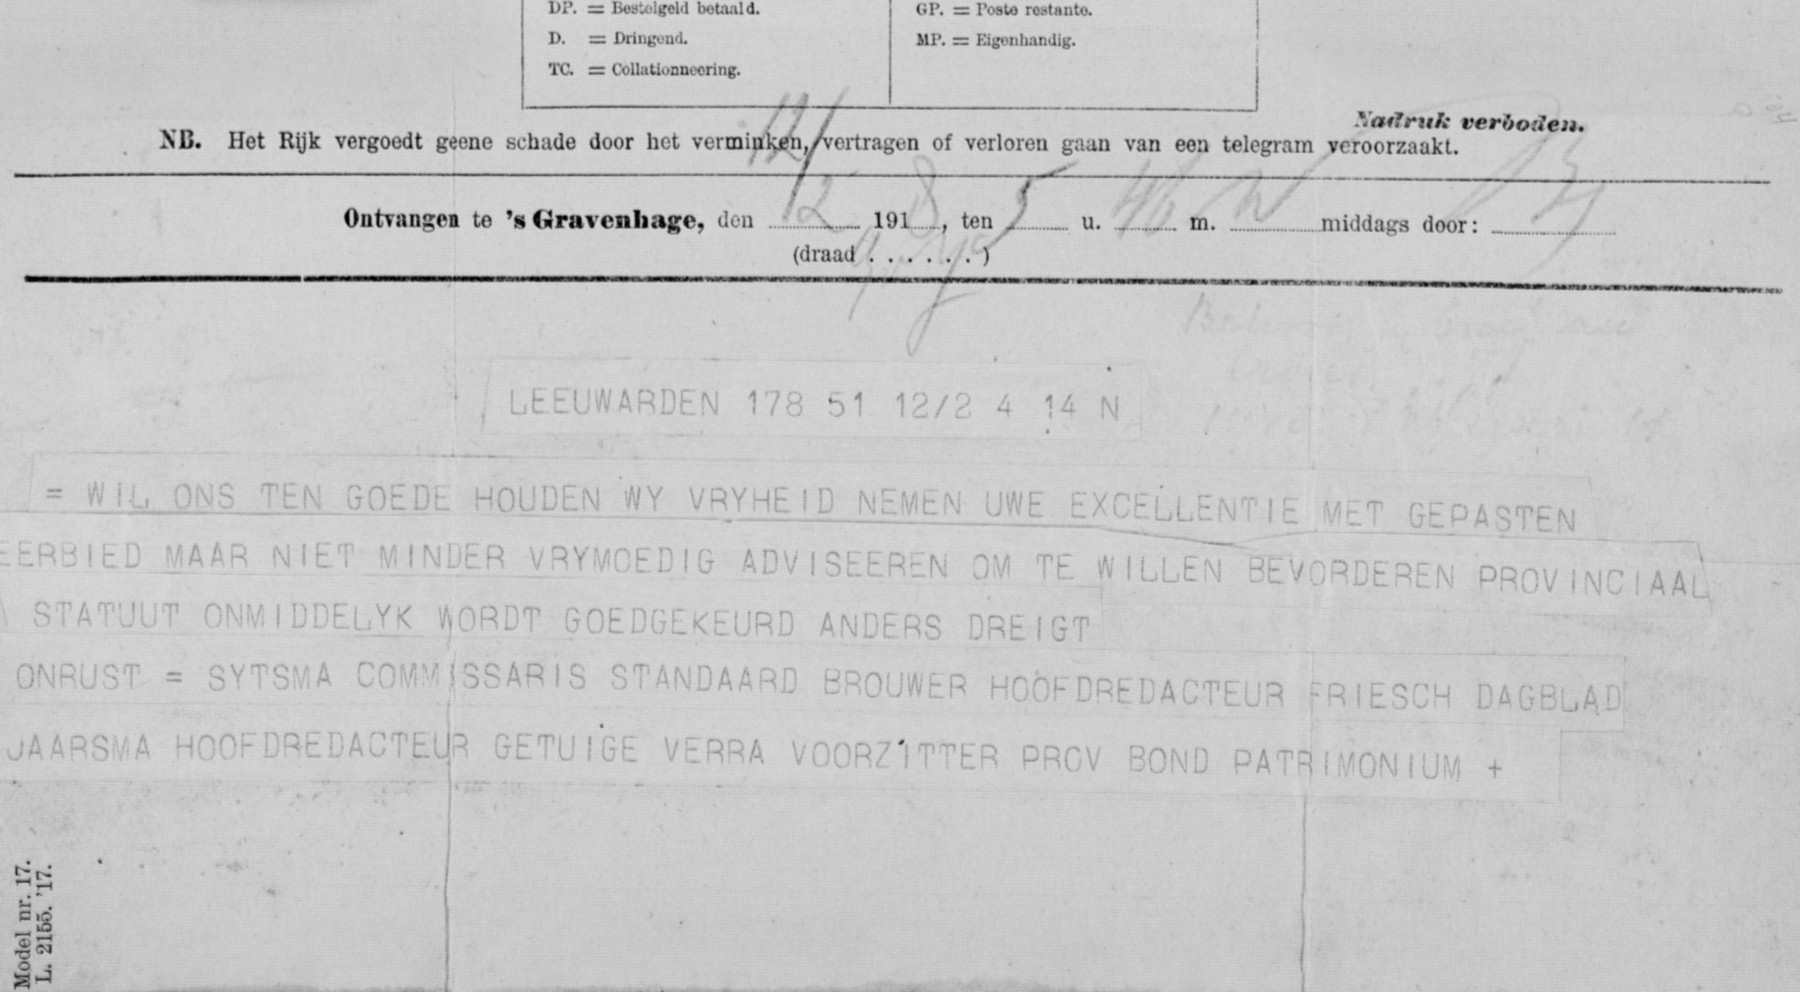 DP. = Bestelgeld betaald.
D. = Dringend.
TC. = Collationneering.
GP. = Poste restante.
MP. = Eigenhandig.
Nadruk verboden.
NB. Het Rijk vergoedt geene schade door het verminken, vertragen of verloren gaan van een telegram veroorzaakt.
Ontvangen te 's Gravenhage, den 12 1918, ten 5 u. 40 m. N middags door:
(draad . . . . . . )
LEEUWARDEN 178 51 12/2 4 14 N
= WIL ONS TEN GOEDE HOUDEN WY VRYHEID NEMEN UWE EXCELLENTIE MET GEPASTEN
EERBIED MAAR NIET MINDER VRYMOEDIG ADVISEEREN OM TE WILLEN BEVORDEREN PROVINCIAAL
STATUUT ONMIDDELYK WORDT GOEDGEKEURD ANDERS DREIGT
ONRUST = SYTSMA COMMISSARIS STANDAARD BROUWER HOOFDREDACTEUR FRIESCH DAGBLAD
JAARSMA HOOFDREDACTEUR GETUIGE VERRA VOORZITTER PROV BOND PATRIMONIUM +
Model nr. 17.
L. 2155. '17.